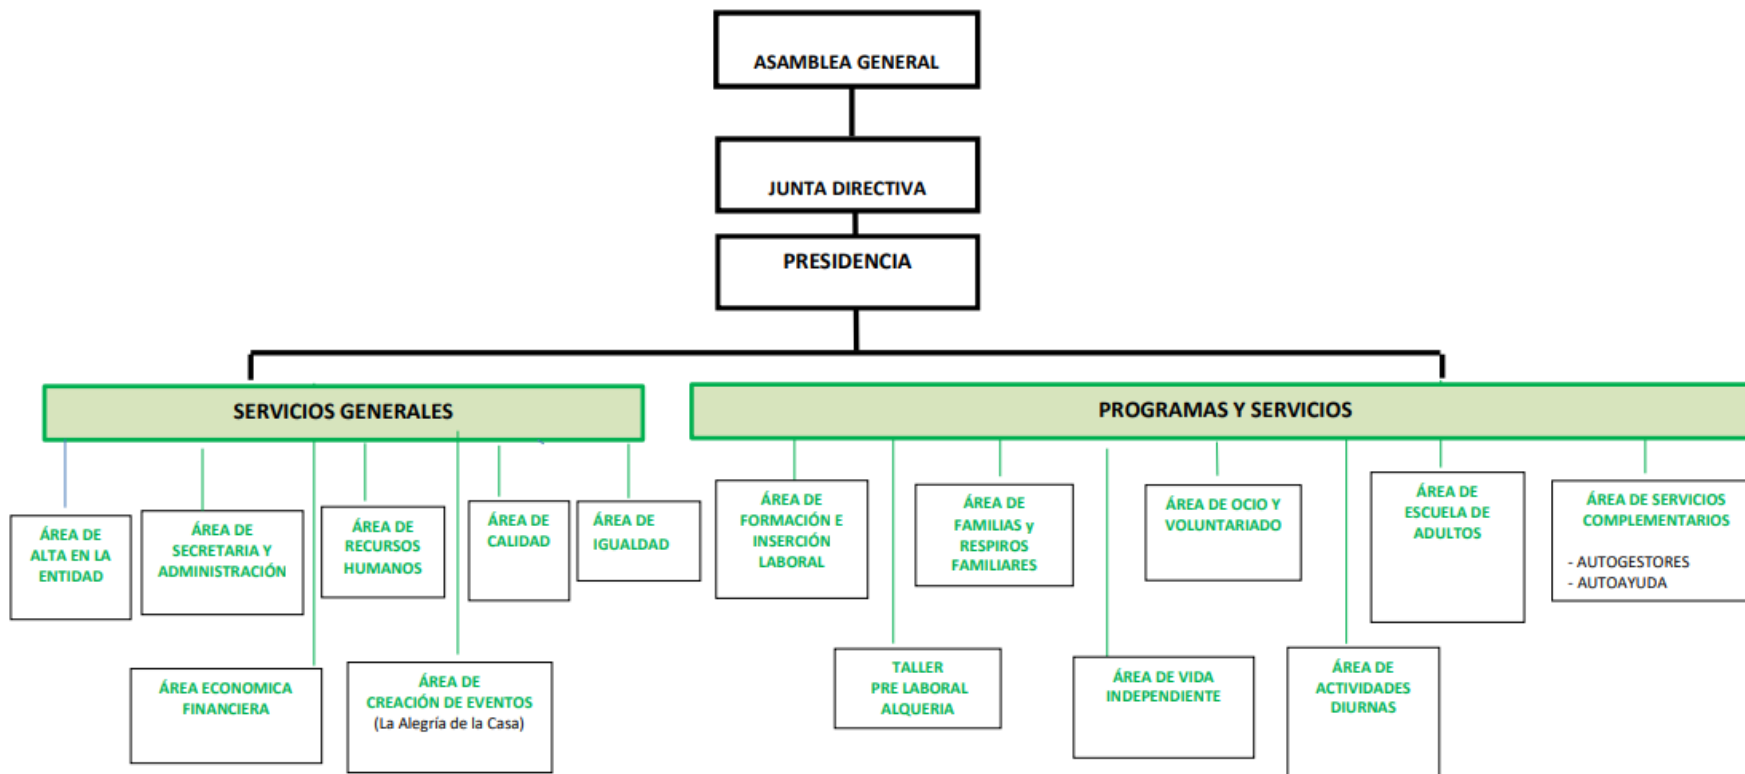 ASAMBLEA GENERAL
JUNTA DIRECTIVA
PRESIDENCIA
SERVICIOS GENERALES
PROGRAMAS Y SERVICIOS
ÁREA DE
ALTA EN LA
ENTIDAD
ÁREA DE
SECRETARIA Y
ADMINISTRACIÓN
ÁREA DE
RECURSOS
HUMANOS
ÁREA DE
CALIDAD
ÁREA DE
IGUALDAD
ÁREA DE
FORMACIÓN E
INSERCIÓN
LABORAL
ÁREA DE
FAMILIAS y
RESPIROS
FAMILIARES
ÁREA DE OCIO Y
VOLUNTARIADO
ÁREA DE
ESCUELA DE
ADULTOS
ÁREA DE SERVICIOS
COMPLEMENTARIOS
- AUTOGESTORES
- AUTOAYUDA
ÁREA ECONOMICA
FINANCIERA
ÁREA DE
CREACIÓN DE EVENTOS
(La Alegría de la Casa)
TALLER
PRE LABORAL
ALQUERIA
ÁREA DE VIDA
INDEPENDIENTE
ÁREA DE
ACTIVIDADES
DIURNAS